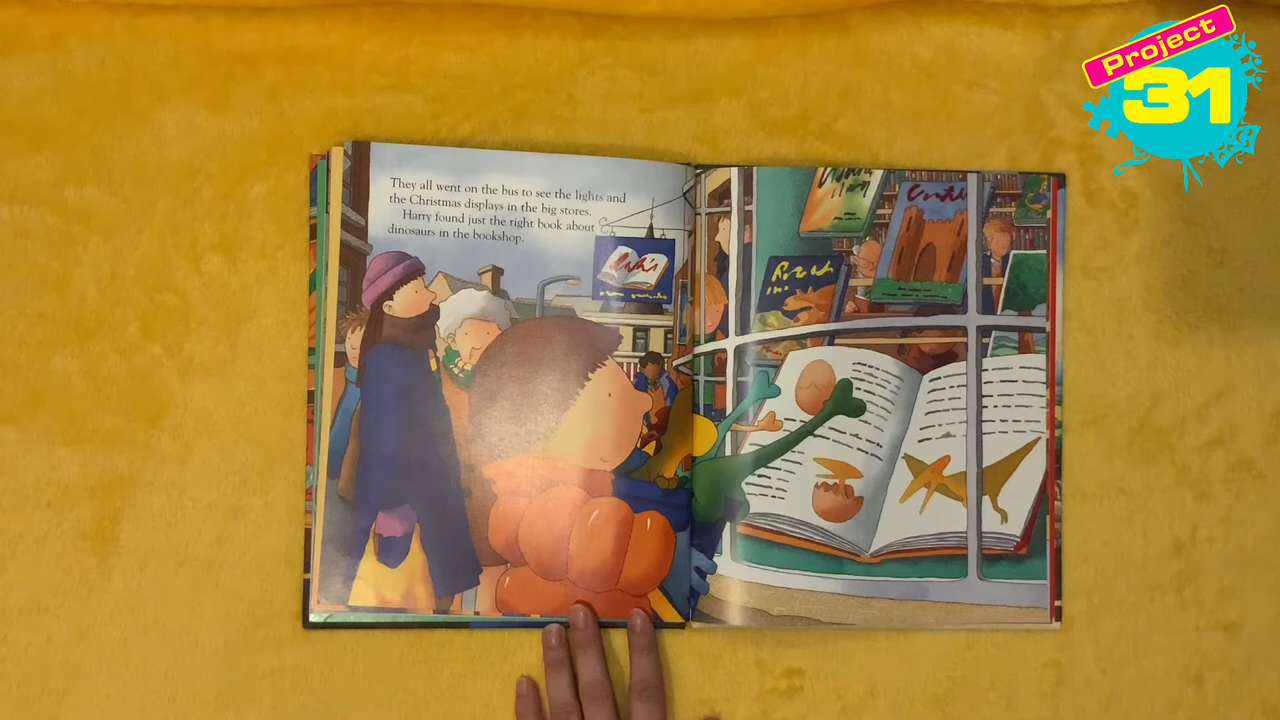 Project
31
They all went on the bus to see the lights and
the Christmas displays in the big stores.
Harry found just the right book about
dinosaurs in the bookshop.